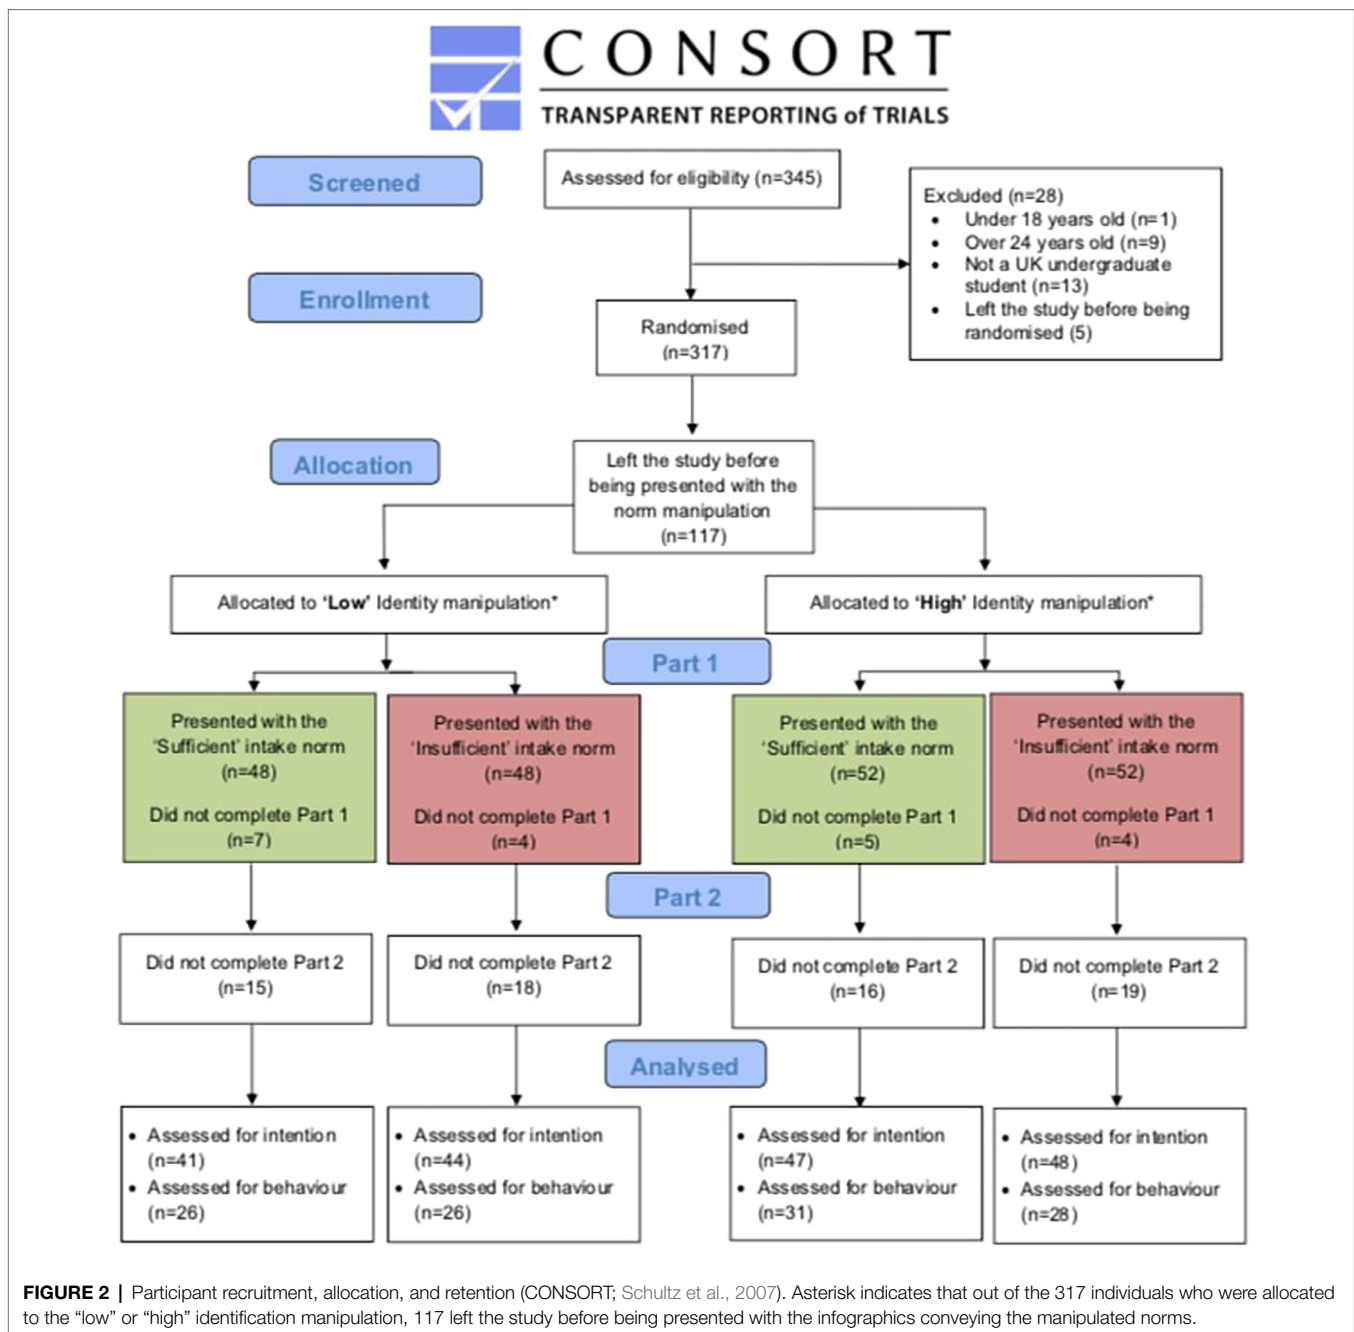 CONSORT
TRANSPARENT REPORTING of TRIALS
Screened
Assessed for eligibility (n=345)
Excluded (n=28)
• Under 18 years old (n=1)
• Over 24 years old (n=9)
• Not a UK undergraduate
student (n=13)
• Left the study before being
randomised (5)
Enrollment
Randomised
(n=317)
Allocation
Left the study before
being presented with the
norm manipulation
(n=117)
Allocated to ‘Low’ Identity manipulation*
Allocated to ‘High’ Identity manipulation*
Part 1
Presented with the
‘Sufficient’ intake norm
(n=48)
Did not complete Part 1
(n=7)
Presented with the
‘Insufficient’ intake norm
(n=48)
Did not complete Part 1
(n=4)
Presented with the
‘Sufficient’ intake norm
(n=52)
Did not complete Part 1
(n=5)
Presented with the
‘Insufficient’ intake norm
(n=52)
Did not complete Part 1
(n=4)
Part 2
Did not complete Part 2
(n=15)
Did not complete Part 2
(n=18)
Did not complete Part 2
(n=16)
Did not complete Part 2
(n=19)
Analysed
• Assessed for intention
(n=41)
• Assessed for behaviour
(n=26)
• Assessed for intention
(n=44)
• Assessed for behaviour
(n=26)
• Assessed for intention
(n=47)
• Assessed for behaviour
(n=31)
• Assessed for intention
(n=48)
• Assessed for behaviour
(n=28)
FIGURE 2 | Participant recruitment, allocation, and retention (CONSORT; Schultz et al., 2007). Asterisk indicates that out of the 317 individuals who were allocated
to the “low” or “high” identification manipulation, 117 left the study before being presented with the infographics conveying the manipulated norms.